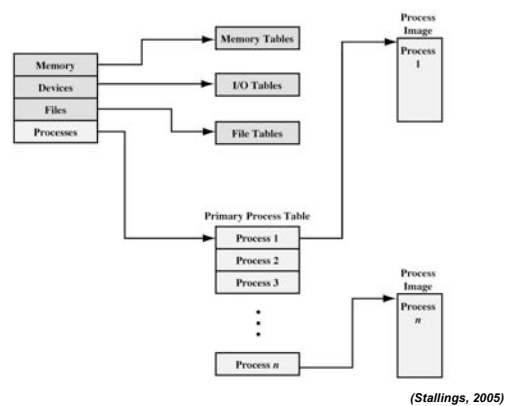 Memory
Devices
Files
Processes
Memory Tables
I/O Tables
File Tables
Primary Process Table
Process 1
Process 2
Process 3
Process n
Process
Image
Process
1
Process
Image
Process
n
(Stallings, 2005)